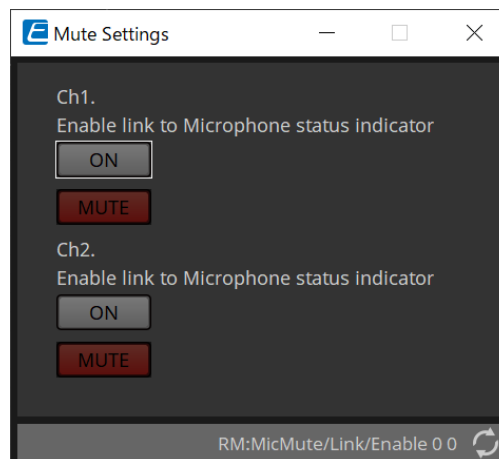 Mute Settings
Ch1.
Enable link to Microphone status indicator
ON
MUTE
Ch2.
Enable link to Microphone status indicator
ON
MUTE
RM:MicMute/Link/Enable 0 0